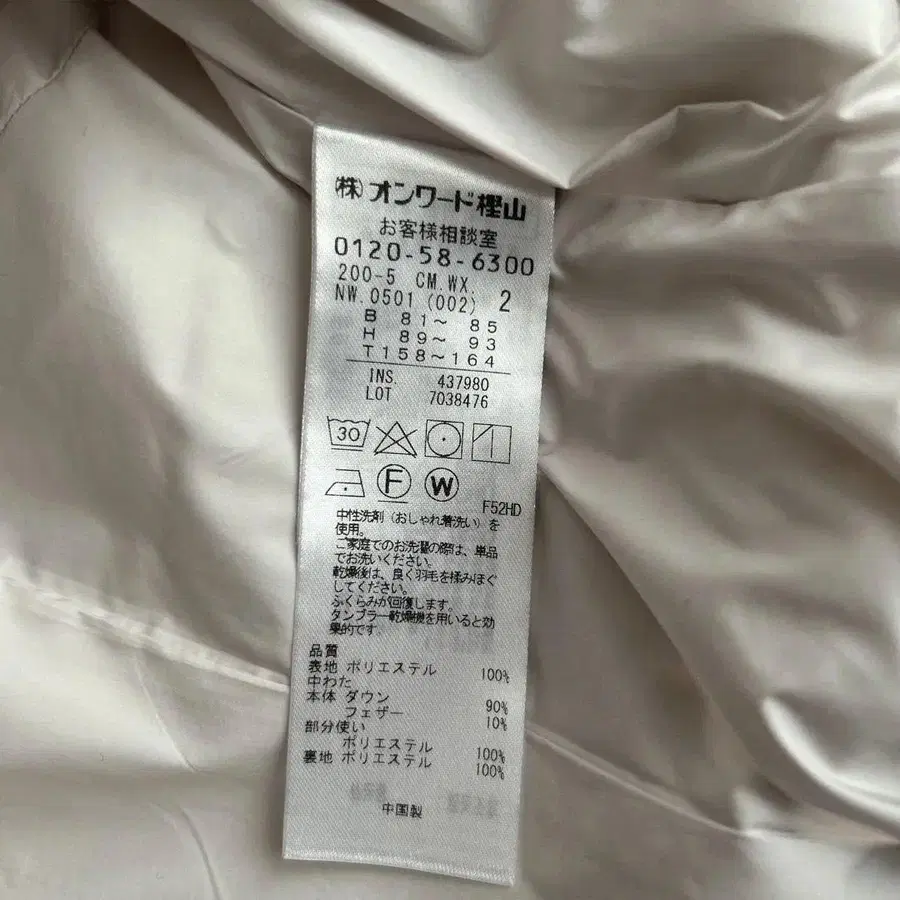 (株)オンワード樫山
お客様相談室
0120-58-6300
200-5 CM.WX.
NW.0501 (002) 2
B 81～ 85
H 89～ 93
T158～164
INS. 437980
LOT 7038476
30
F W
F52HD
中性洗剤（おしゃれ着洗い）を
使用。
ご家庭でのお洗濯の際は、単品
でお洗いください。
乾燥後は、良く羽毛を揉みほぐ
してください。
ふくらみが回復します。
タンブラー乾燥機を用いると効
果的です。
品質
表地 ポリエステル 100%
中わた
本体 ダウン 90%
フェザー 10%
部分使い
ポリエステル 100%
裏地 ポリエステル 100%
中国製